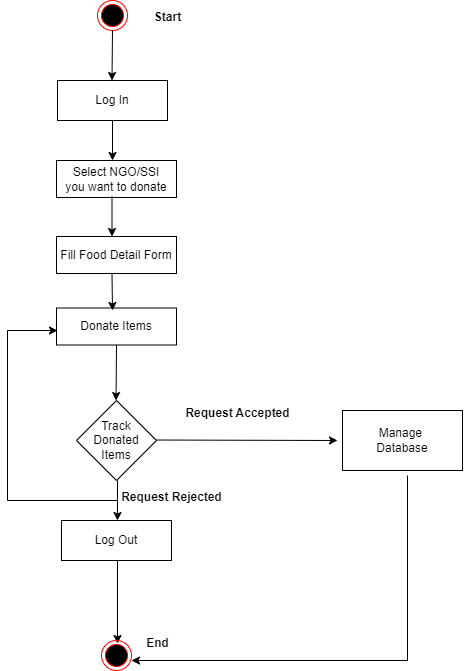 Start
Log In
Select NGO/SSI
you want to donate
Fill Food Detail Form
Donate Items
Request Accepted
Track
Donated
Items
Manage
Database
Request Rejected
Log Out
End